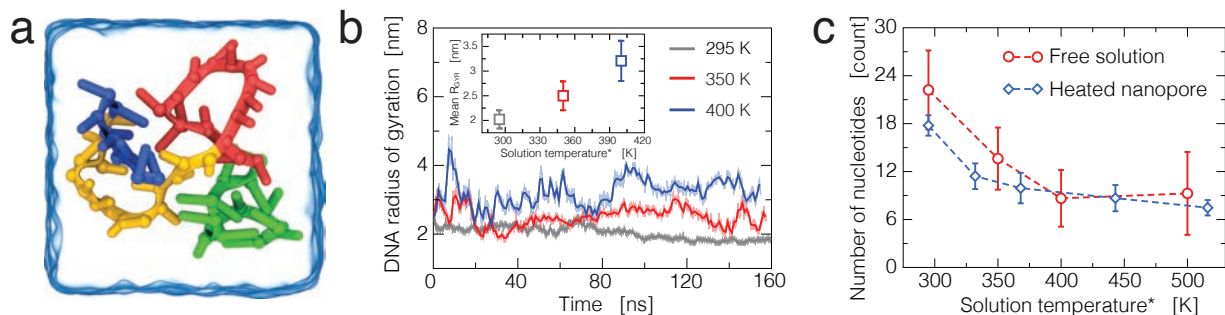 a
b
DNA radius of gyration [nm]
8
6
4
2
0 40 80 120 160
Time [ns]
295 K
350 K
400 K
Mean RGYR [nm]
3.5
3
2.5
2
300 330 360 390 420
Solution temperature* [K]
c
Number of nucleotides [count]
30
24
18
12
6
0
300 350 400 450 500
Solution temperature* [K]
Free solution
Heated nanopore